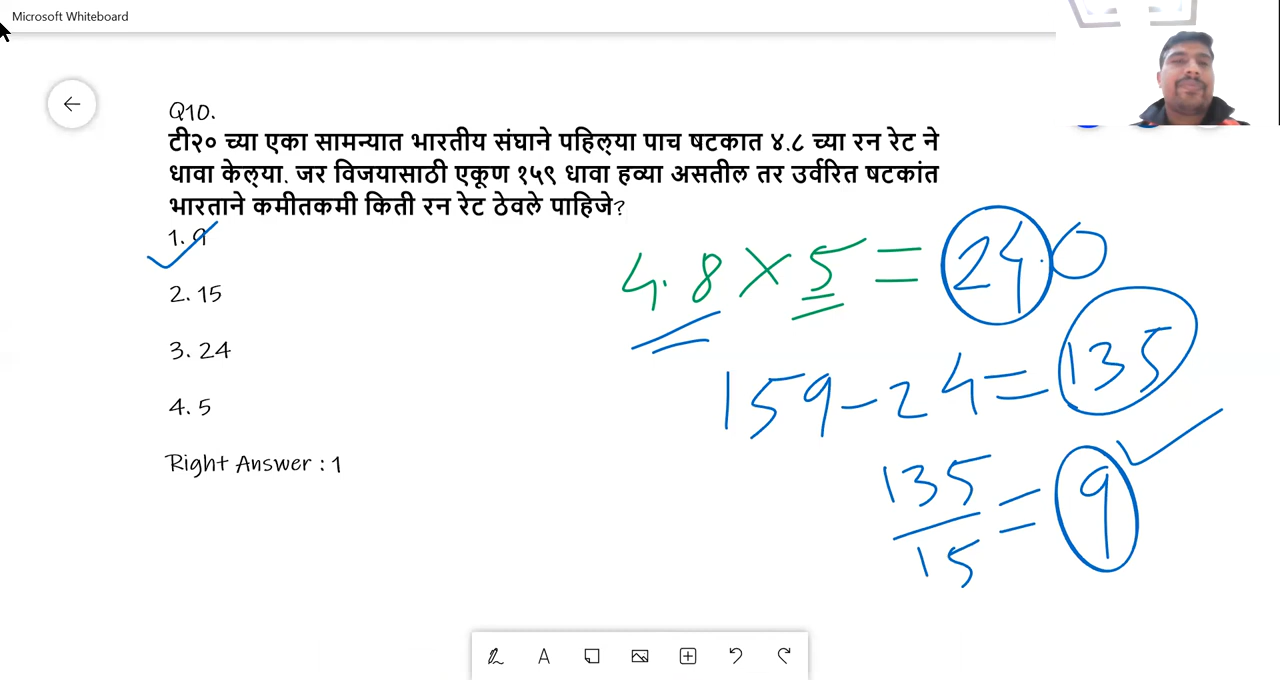 Microsoft Whiteboard
Q10.
टी२० च्या एका सामन्यात भारतीय संघाने पहिल्या पाच षटकात ४.८ च्या रन रेट ने
धावा केल्या. जर विजयासाठी एकूण १५९ धावा हव्या असतील तर उर्वरित षटकांत
भारताने कमीतकमी किती रन रेट ठेवले पाहिजे?
1. 9
2. 15
3. 24
4. 5
Right Answer : 1
4.8 × 5 = 24.0
159 - 24 = 135
135
15
= 9
A